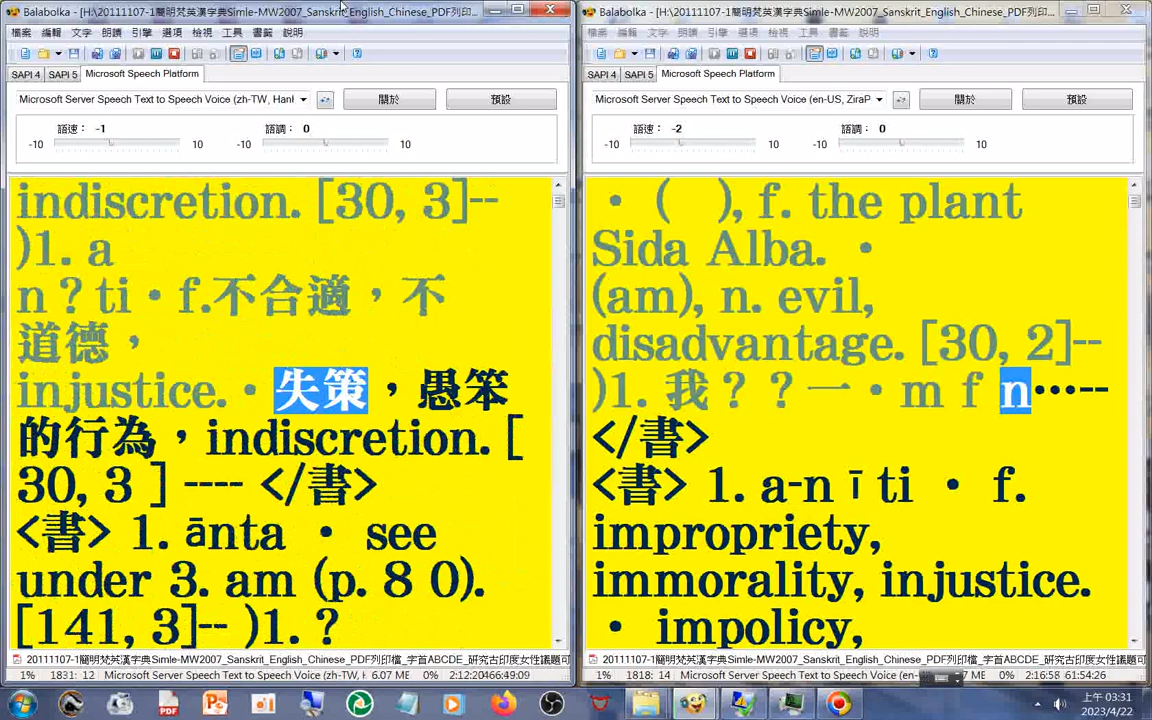 Balabolka - [H:\20111107-1簡明梵英漢字典Simle-MW2007_Sanskrit_English_Chinese_PDF列印...
檔案 編輯 文字 朗讀 引擎 選項 檢視 工具 書籤 說明
SAPI 4 SAPI 5 Microsoft Speech Platform
Microsoft Server Speech Text to Speech Voice (zh-TW, Hanl
關於 預設
語速： -1 語調： 0
-10 10 -10 10
indiscretion. [30, 3]--
)1. a
n？ti‧f.不合適，不
道德，
injustice.‧失策，愚笨
的行為，indiscretion. [
30, 3 ] ---- </書>
<書> 1. ānta ‧ see
under 3. am (p. 8 0).
[141, 3]-- )1. ?
20111107-1簡明梵英漢字典Simle-MW2007_Sanskrit_English_Chinese_PDF列印檔_字首ABCDE_研究古印度女性議題可
1% 1831: 12 Microsoft Server Speech Text to Speech Voice (zh-TW, H 6.07 MB 0% 2:12:20466:49:09
Balabolka - [H:\20111107-1簡明梵英漢字典Simle-MW2007_Sanskrit_English_Chinese_PDF列印...
檔案 編輯 文字 朗讀 引擎 選項 檢視 工具 書籤 說明
SAPI 4 SAPI 5 Microsoft Speech Platform
Microsoft Server Speech Text to Speech Voice (en-US, ZiraP
關於 預設
語速： -2 語調： 0
-10 10 -10 10
‧ ( ), f. the plant
Sida Alba. ‧
(am), n. evil,
disadvantage. [30, 2]--
)1. 我？？一‧m f n…--
</書>
<書> 1. a-nīti ‧ f.
impropriety,
immorality, injustice.
‧ impolicy,
20111107-1簡明梵英漢字典Simle-MW2007_Sanskrit_English_Chinese_PDF列印檔_字首ABCDE_研究古印度女性議題可
1% 1818: 14 Microsoft Server Speech Text to Speech Voice 0% 2:16:58 61:54:26
上午 03:31
2023/4/22